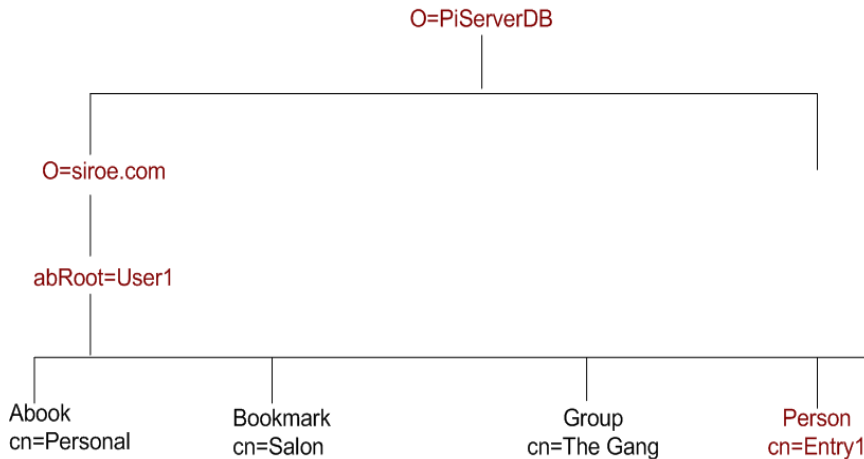 O=PiServerDB
O=siroe.com
abRoot=User1
Abook
cn=Personal
Bookmark
cn=Salon
Group
cn=The Gang
Person
cn=Entry1